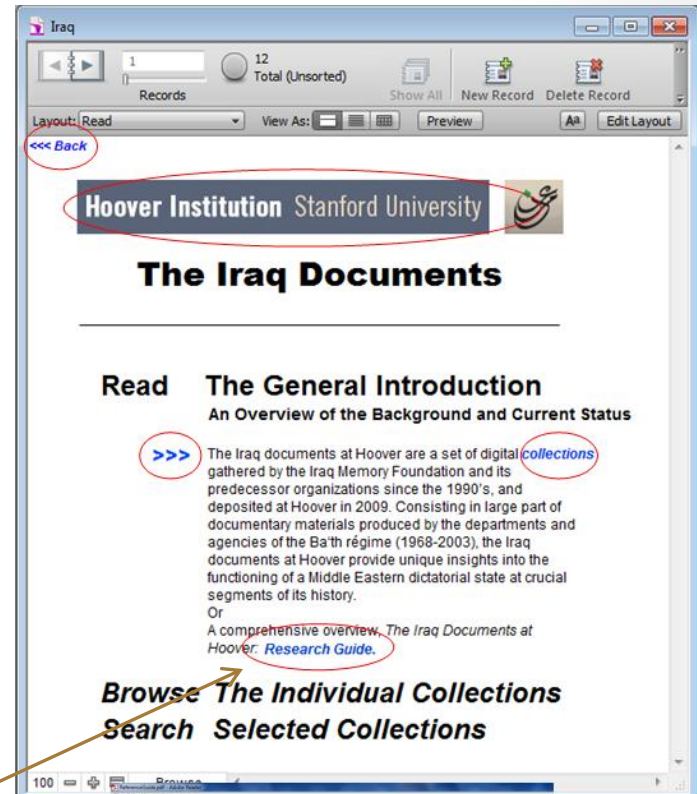 Iraq
1
Records
12
Total (Unsorted)
Show All
New Record
Delete Record
Layout: Read
View As:
Preview
Aa
Edit Layout
<<< Back
Hoover Institution Stanford University
The Iraq Documents
Read The General Introduction
An Overview of the Background and Current Status
>>> The Iraq documents at Hoover are a set of digital collections
gathered by the Iraq Memory Foundation and its
predecessor organizations since the 1990's, and
deposited at Hoover in 2009. Consisting in large part of
documentary materials produced by the departments and
agencies of the Ba'th régime (1968-2003), the Iraq
documents at Hoover provide unique insights into the
functioning of a Middle Eastern dictatorial state at crucial
segments of its history.
Or
A comprehensive overview, The Iraq Documents at
Hoover: Research Guide.
Browse The Individual Collections
Search Selected Collections
100
Browse